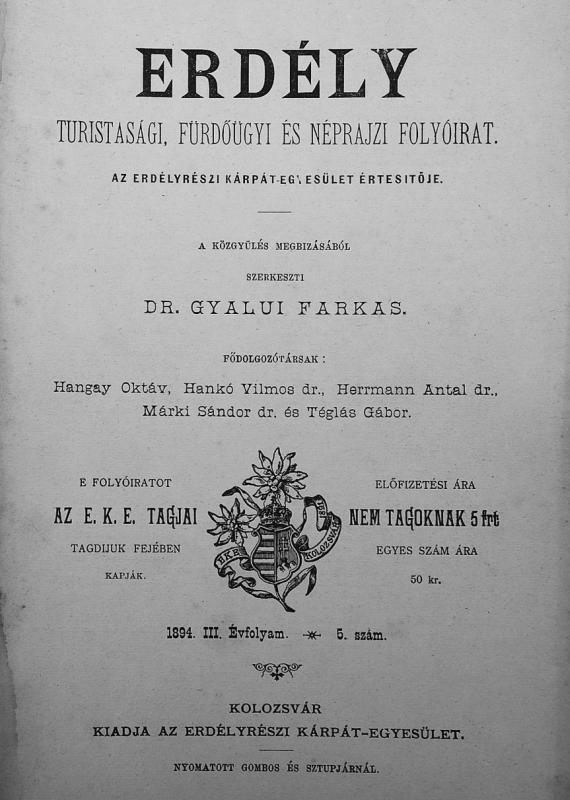 ERDÉLY
TURISTASÁGI, FÜRDŐÜGYI ÉS NÉPRAJZI FOLYÓIRAT.
AZ ERDÉLYRÉSZI KÁRPÁT-EGYESÜLET ÉRTESITŐJE.
A KÖZGYÜLÉS MEGBIZÁSÁBÓL
SZERKESZTI
DR. GYALUI FARKAS.
FŐDOLGOZÓTÁRSAK:
Hangay Oktáv, Hankó Vilmos dr., Herrmann Antal dr.,
Márki Sándor dr. és Téglás Gábor.
E FOLYÓIRATOT
AZ E. K. E. TAGJAI
TAGDIJUK FEJÉBEN
KAPJÁK.
EKE
1891
KOLOZSVÁR
ELŐFIZETÉSI ÁRA
NEM TAGOKNAK 5 frt
EGYES SZÁM ÁRA
50 kr.
1894. III. Évfolyam. 5. szám.
KOLOZSVÁR
KIADJA AZ ERDÉLYRÉSZI KÁRPÁT-EGYESÜLET.
NYOMATOTT GOMBOS ÉS SZTUPJÁRNÁL.